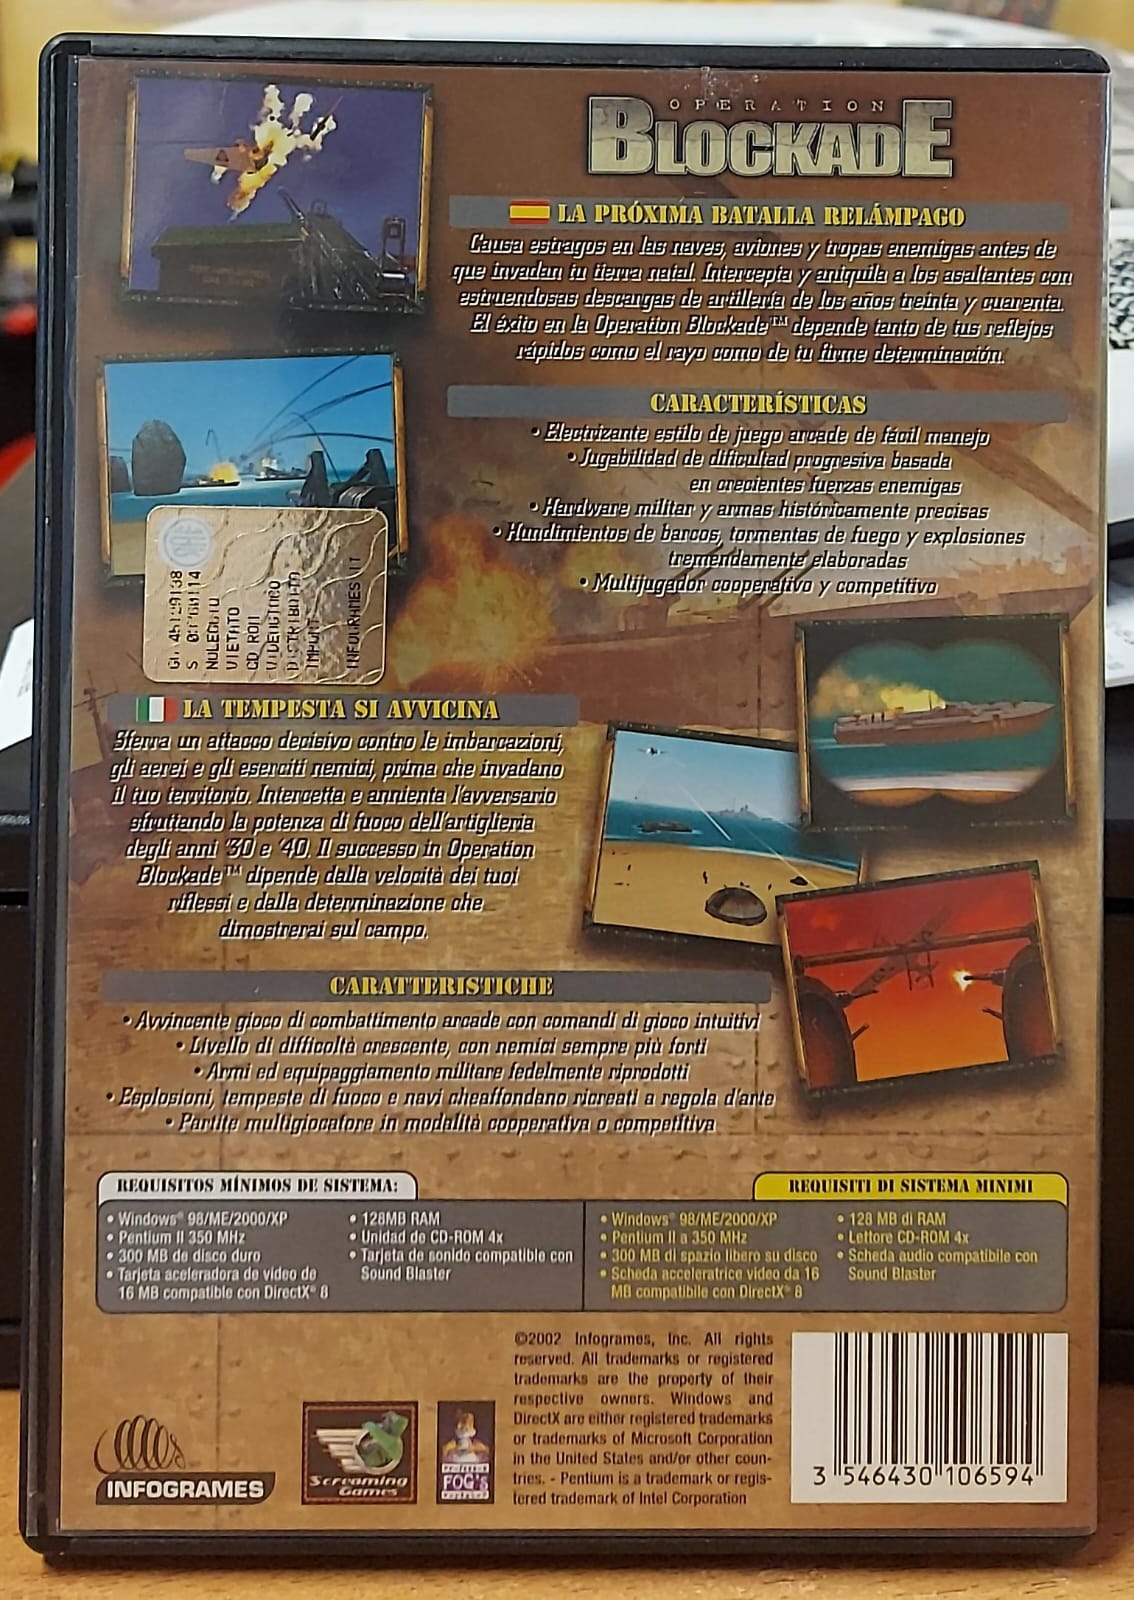 OPERATION
BLOCKADE
LA PRÓXIMA BATALLA RELÁMPAGO
Causa estragos en las naves, aviones y tropas enemigas antes de
que invadan tu tierra natal. Intercepta y aniquila a los asaltantes con
estruendosas descargas de artillería de los años treinta y cuarenta.
El éxito en la Operation Blockade™ depende tanto de tus reflejos
rápidos como el rayo como de tu firme determinación.
CARACTERÍSTICAS
• Electrizante estilo de juego arcade de fácil manejo
• Jugabilidad de dificultad progresiva basada
en crecientes fuerzas enemigas
• Hardware militar y armas históricamente precisas
• Hundimientos de barcos, tormentas de fuego y explosiones
tremendamente elaboradas
• Multijugador cooperativo y competitivo
VIETATO
CD ROM
LA TEMPESTA SI AVVICINA
Sferra un attacco decisivo contro le imbarcazioni,
gli aerei e gli eserciti nemici, prima che invadano
il tuo territorio. Intercetta e annienta l'avversario
sfruttando la potenza di fuoco dell'artiglieria
degli anni '30 e '40. Il successo in Operation
Blockade™ dipende dalla velocità dei tuoi
riflessi e dalla determinazione che
dimostrerai sul campo.
CARATTERISTICHE
• Avvincente gioco di combattimento arcade con comandi di gioco intuitivi
• Livello di difficoltà crescente, con nemici sempre più forti
• Armi ed equipaggiamento militare fedelmente riprodotti
• Esplosioni, tempeste di fuoco e navi cheaffondano ricreati a regola d'arte
• Partite multigiocatore in modalità cooperativa o competitiva
REQUISITOS MÍNIMOS DE SISTEMA:
• Windows® 98/ME/2000/XP
• Pentium II 350 MHz
• 300 MB de disco duro
• Tarjeta aceleradora de video de
16 MB compatible con DirectX® 8
• 128MB RAM
• Unidad de CD-ROM 4x
• Tarjeta de sonido compatible con
Sound Blaster
REQUISITI DI SISTEMA MINIMI
• Windows® 98/ME/2000/XP
• Pentium II a 350 MHz
• 300 MB di spazio libero su disco
• Scheda acceleratrice video da 16
MB compatibile con DirectX® 8
• 128 MB di RAM
• Lettore CD-ROM 4x
• Scheda audio compatibile con
Sound Blaster
©2002 Infogrames, Inc. All rights
reserved. All trademarks or registered
trademarks are the property of their
respective owners. Windows and
DirectX are either registered trademarks
or trademarks of Microsoft Corporation
in the United States and/or other coun-
tries. - Pentium is a trademark or regis-
tered trademark of Intel Corporation
INFOGRAMES
Screaming
Games
FOG's
3 546430 106594